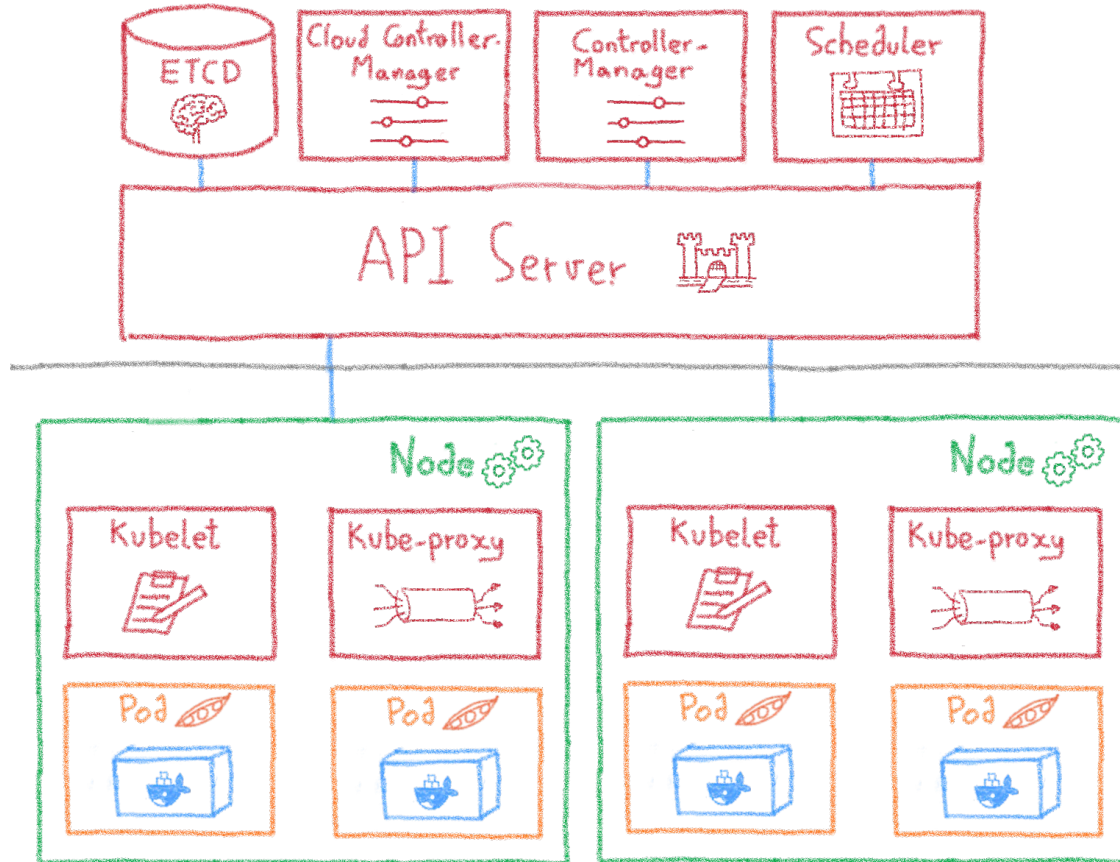 ETCD
Cloud Controller-
Manager
Controller-
Manager
Scheduler
API Server
Node
Kubelet
Kube-proxy
Pod
Pod
Node
Kubelet
Kube-proxy
Pod
Pod